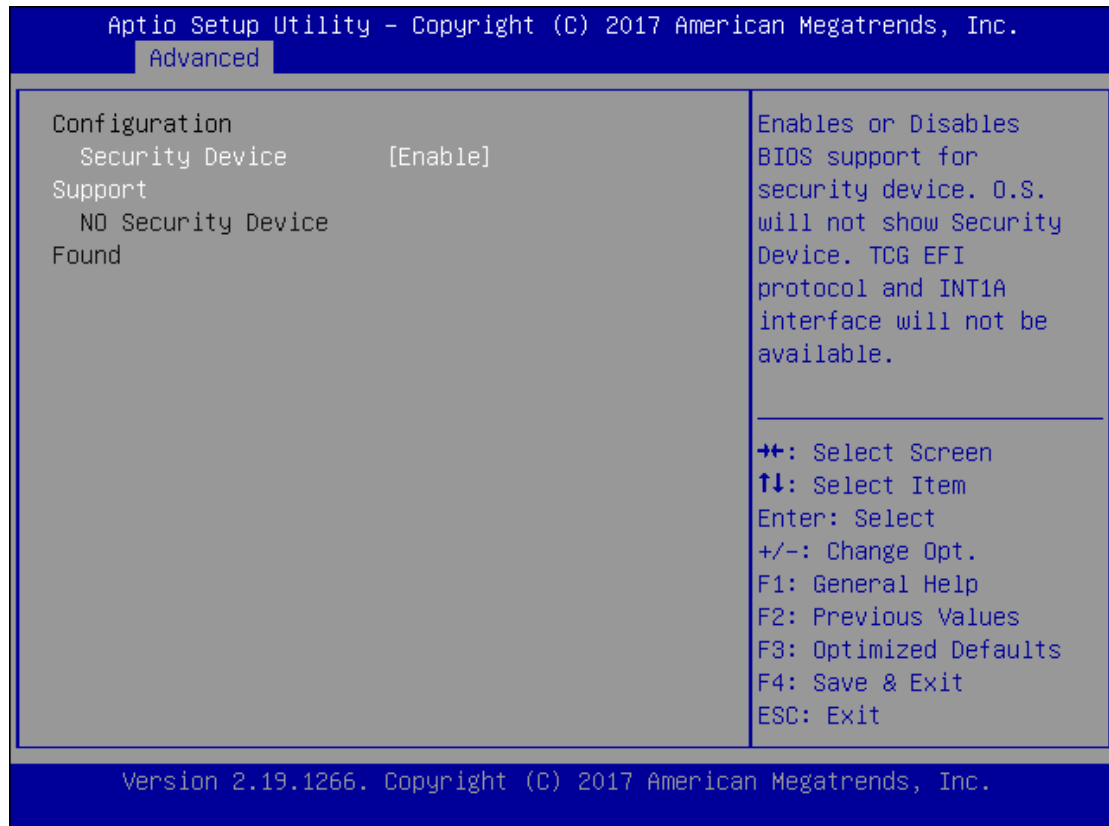 Aptio Setup Utility – Copyright (C) 2017 American Megatrends, Inc.
Advanced
Configuration
Security Device [Enable]
Support
NO Security Device
Found
Enables or Disables
BIOS support for
security device. O.S.
will not show Security
Device. TCG EFI
protocol and INT1A
interface will not be
available.
→←: Select Screen
↑↓: Select Item
Enter: Select
+/-: Change Opt.
F1: General Help
F2: Previous Values
F3: Optimized Defaults
F4: Save & Exit
ESC: Exit
Version 2.19.1266. Copyright (C) 2017 American Megatrends, Inc.